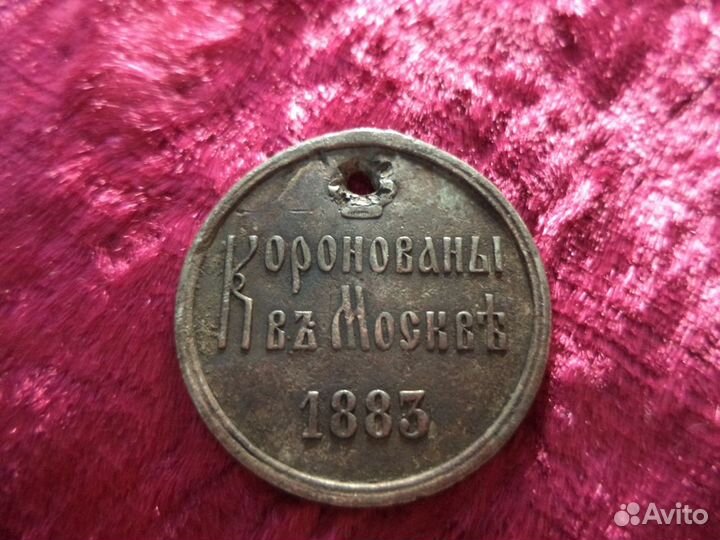 Коронованы
въ Москвѣ
1883
Avito